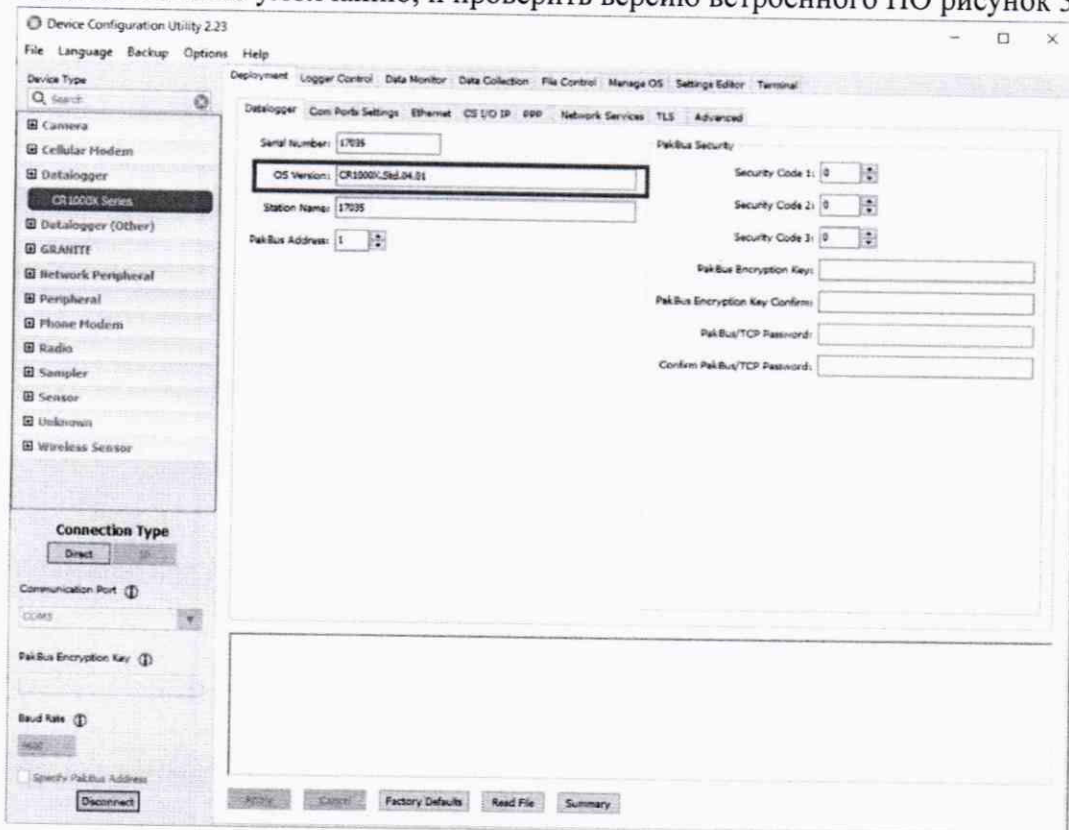 умолчанию, и проверить версию встроенного ПО рисунок 3
Device Configuration Utility 2.23
File Language Backup Options Help
Device Type
Search
Camera
Cellular Modem
Datalogger
CR1000X Series
Datalogger (Other)
GRANITE
Network Peripheral
Peripheral
Phone Modem
Radio
Sampler
Sensor
Unknown
Wireless Sensor
Connection Type
Direct IP
Communication Port
COM5
PakBus Encryption Key
Baud Rate
9600
Specify PakBus Address
Disconnect
Deployment Logger Control Data Monitor Data Collection File Control Manage OS Settings Editor Terminal
Datalogger Com Ports Settings Ethernet CS I/O IP PPP Network Services TLS Advanced
Serial Number: 17035
OS Version: CR1000X.Std.04.01
Station Name: 17035
PakBus Address: 1
PakBus Security
Security Code 1: 0
Security Code 2: 0
Security Code 3: 0
PakBus Encryption Key:
PakBus Encryption Key Confirm:
PakBus/TCP Password:
Confirm PakBus/TCP Password:
Apply Cancel Factory Defaults Read File Summary